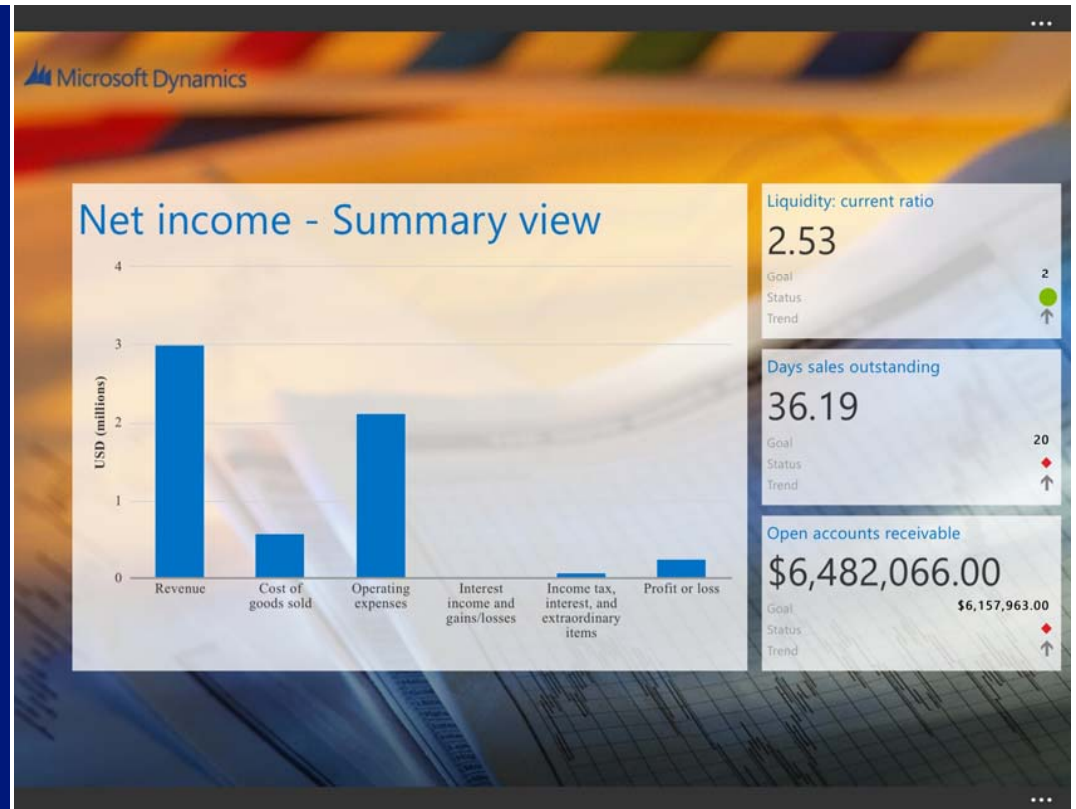 Microsoft Dynamics
Net income - Summary view
4
3
2
1
0
USD (millions)
Revenue
Cost of
goods sold
Operating
expenses
Interest
income and
gains/losses
Income tax,
interest, and
extraordinary
items
Profit or loss
Liquidity: current ratio
2.53
Goal 2
Status
Trend
Days sales outstanding
36.19
Goal 20
Status
Trend
Open accounts receivable
$6,482,066.00
Goal $6,157,963.00
Status
Trend